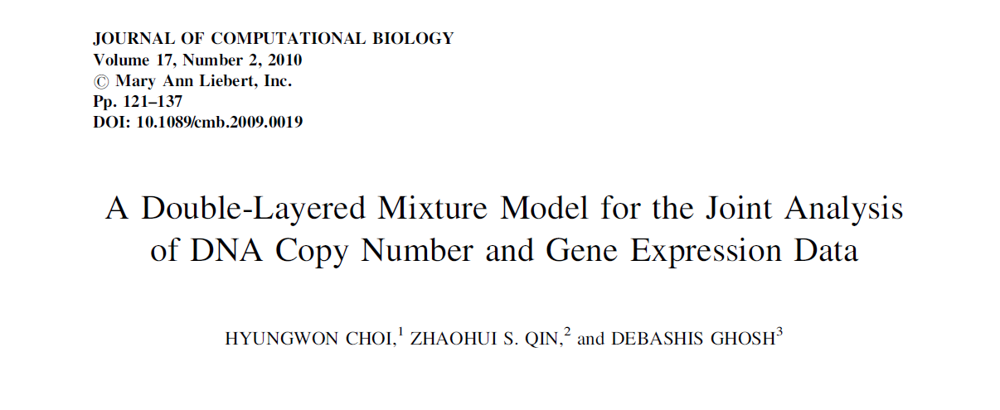 JOURNAL OF COMPUTATIONAL BIOLOGY
Volume 17, Number 2, 2010
© Mary Ann Liebert, Inc.
Pp. 121–137
DOI: 10.1089/cmb.2009.0019
A Double-Layered Mixture Model for the Joint Analysis
of DNA Copy Number and Gene Expression Data
HYUNGWON CHOI,¹ ZHAOHUI S. QIN,² and DEBASHIS GHOSH³